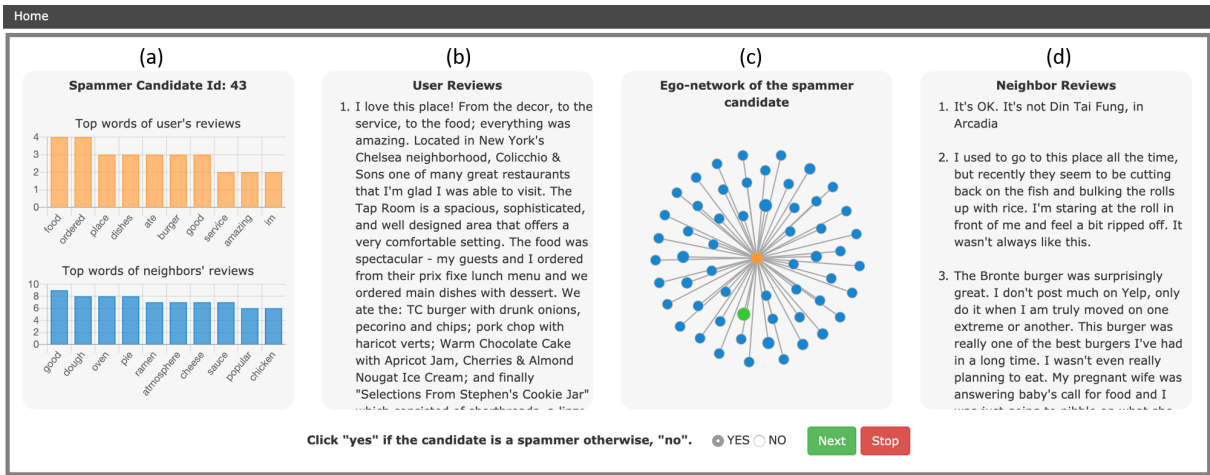 Home
(a)
Spammer Candidate Id: 43
Top words of user's reviews
4
3
2
1
0
food
ordered
place
dishes
ate
burger
good
service
amazing
im
Top words of neighbors' reviews
10
8
6
4
2
0
good
dough
oven
pie
ramen
atmosphere
cheese
sauce
popular
chicken
(b)
User Reviews
1. I love this place! From the decor, to the
service, to the food; everything was
amazing. Located in New York's
Chelsea neighborhood, Colicchio &
Sons one of many great restaurants
that I'm glad I was able to visit. The
Tap Room is a spacious, sophisticated,
and well designed area that offers a
very comfortable setting. The food was
spectacular - my guests and I ordered
from their prix fixe lunch menu and we
ordered main dishes with dessert. We
ate the: TC burger with drunk onions,
pecorino and chips; pork chop with
haricot verts; Warm Chocolate Cake
with Apricot Jam, Cherries & Almond
Nougat Ice Cream; and finally
"Selections From Stephen's Cookie Jar"
(c)
Ego-network of the spammer
candidate
(d)
Neighbor Reviews
1. It's OK. It's not Din Tai Fung, in
Arcadia
2. I used to go to this place all the time,
but recently they seem to be cutting
back on the fish and bulking the rolls
up with rice. I'm staring at the roll in
front of me and feel a bit ripped off. It
wasn't always like this.
3. The Bronte burger was surprisingly
great. I don't post much on Yelp, only
do it when I am truly moved on one
extreme or another. This burger was
really one of the best burgers I've had
in a long time. I wasn't even really
planning to eat. My pregnant wife was
answering baby's call for food and I
Click "yes" if the candidate is a spammer otherwise, "no".
YES
NO
Next
Stop